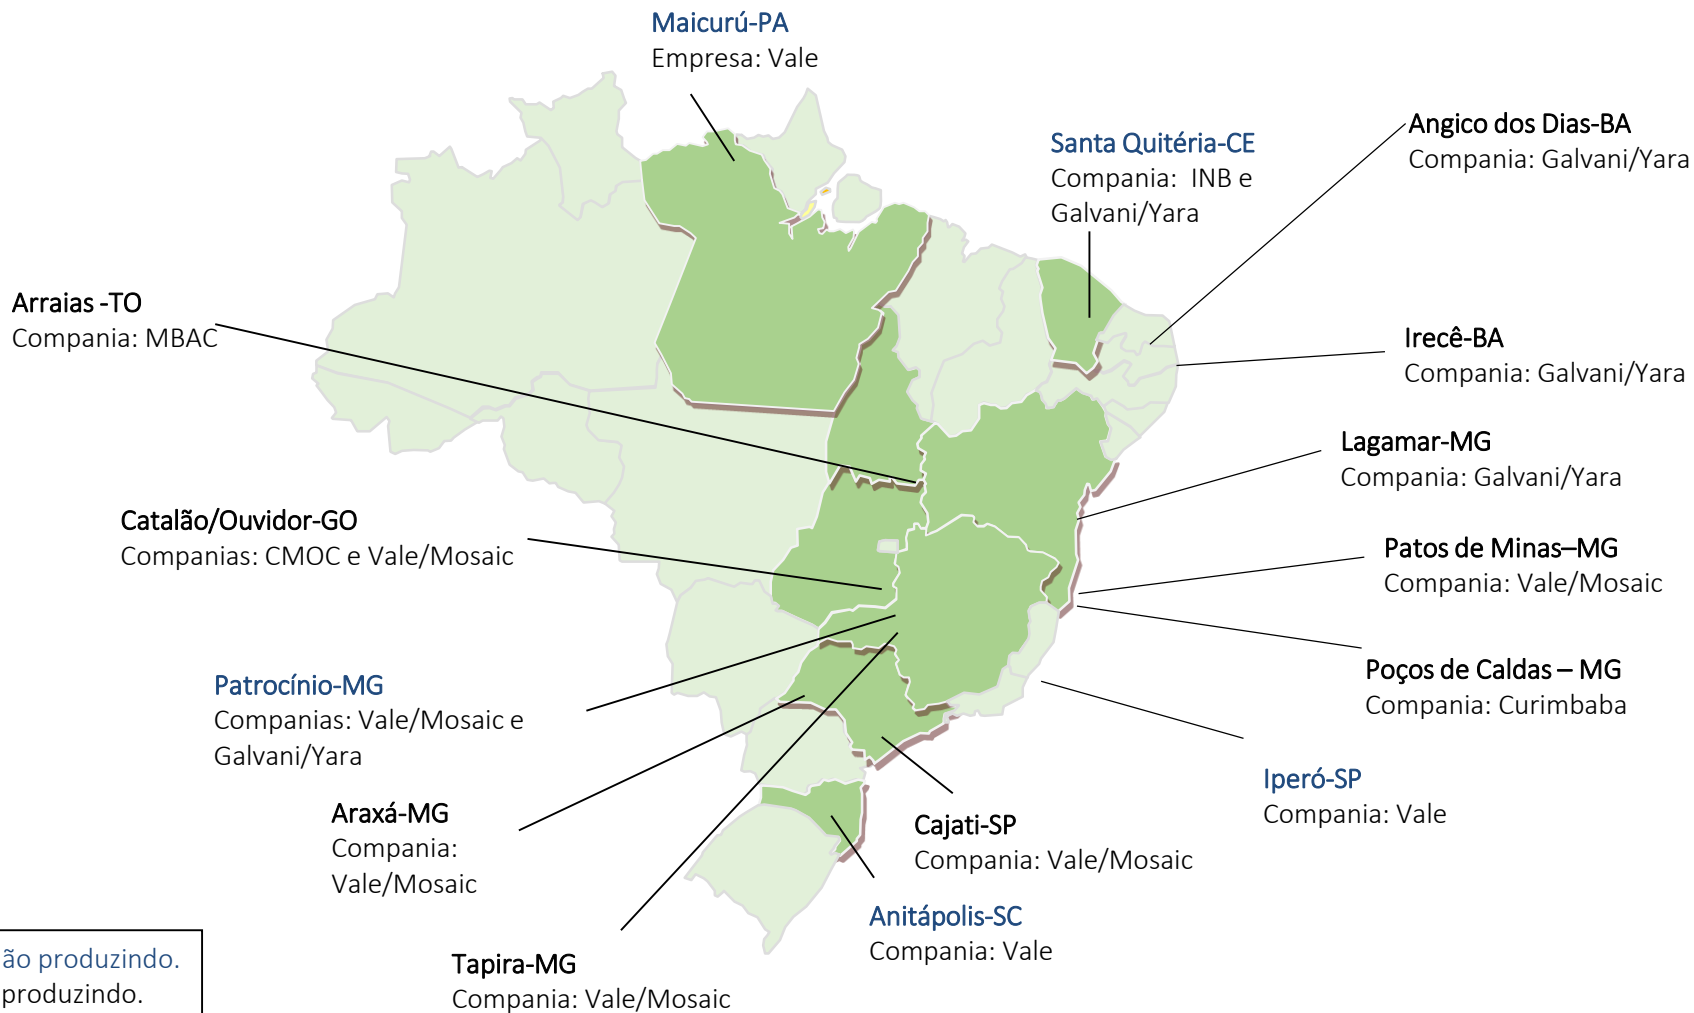 Maicurú-PA
Empresa: Vale
Angico dos Dias-BA
Compania: Galvani/Yara
Santa Quitéria-CE
Compania: INB e
Galvani/Yara
Arraias -TO
Compania: MBAC
Irecê-BA
Compania: Galvani/Yara
Lagamar-MG
Compania: Galvani/Yara
Catalão/Ouvidor-GO
Companias: CMOC e Vale/Mosaic
Patos de Minas–MG
Compania: Vale/Mosaic
Patrocínio-MG
Companias: Vale/Mosaic e
Galvani/Yara
Poços de Caldas – MG
Compania: Curimbaba
Iperó-SP
Compania: Vale
Araxá-MG
Compania:
Vale/Mosaic
Cajati-SP
Compania: Vale/Mosaic
Anitápolis-SC
Compania: Vale
Tapira-MG
Compania: Vale/Mosaic
ão produzindo.
produzindo.